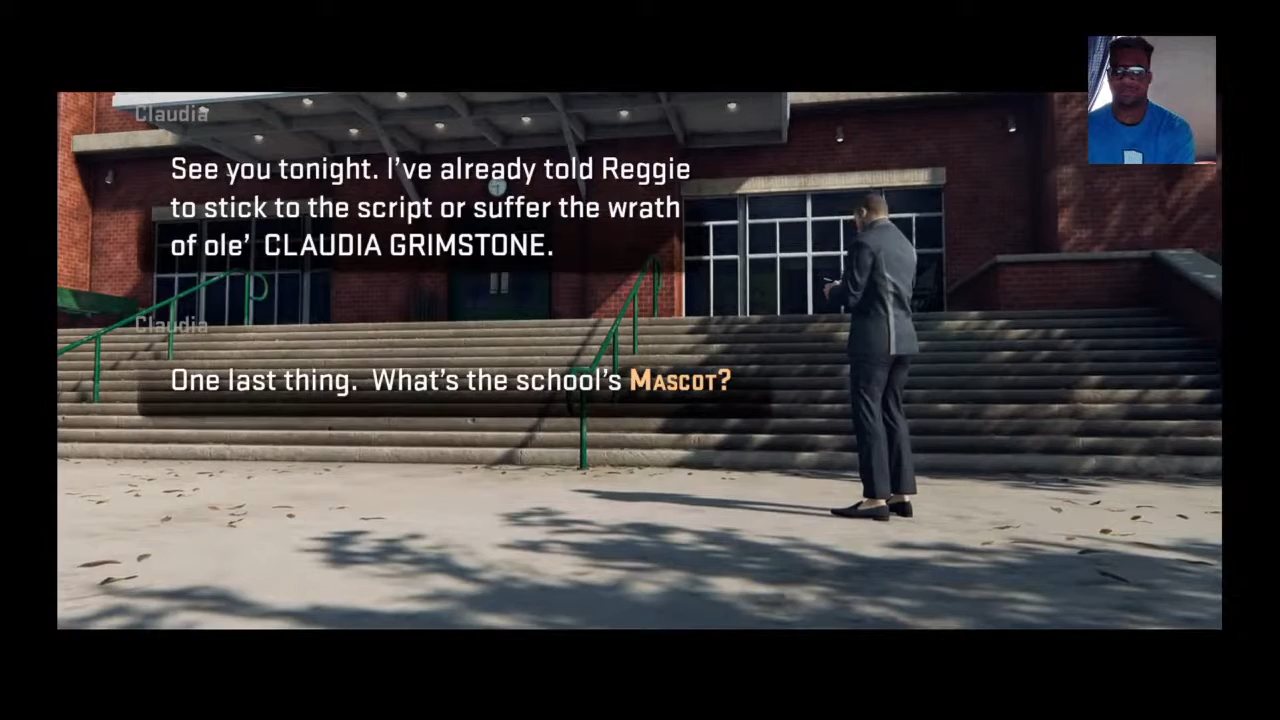 Claudia
See you tonight. I've already told Reggie
to stick to the script or suffer the wrath
of ole' CLAUDIA GRIMSTONE.
Claudia
One last thing. What's the school's MASCOT?